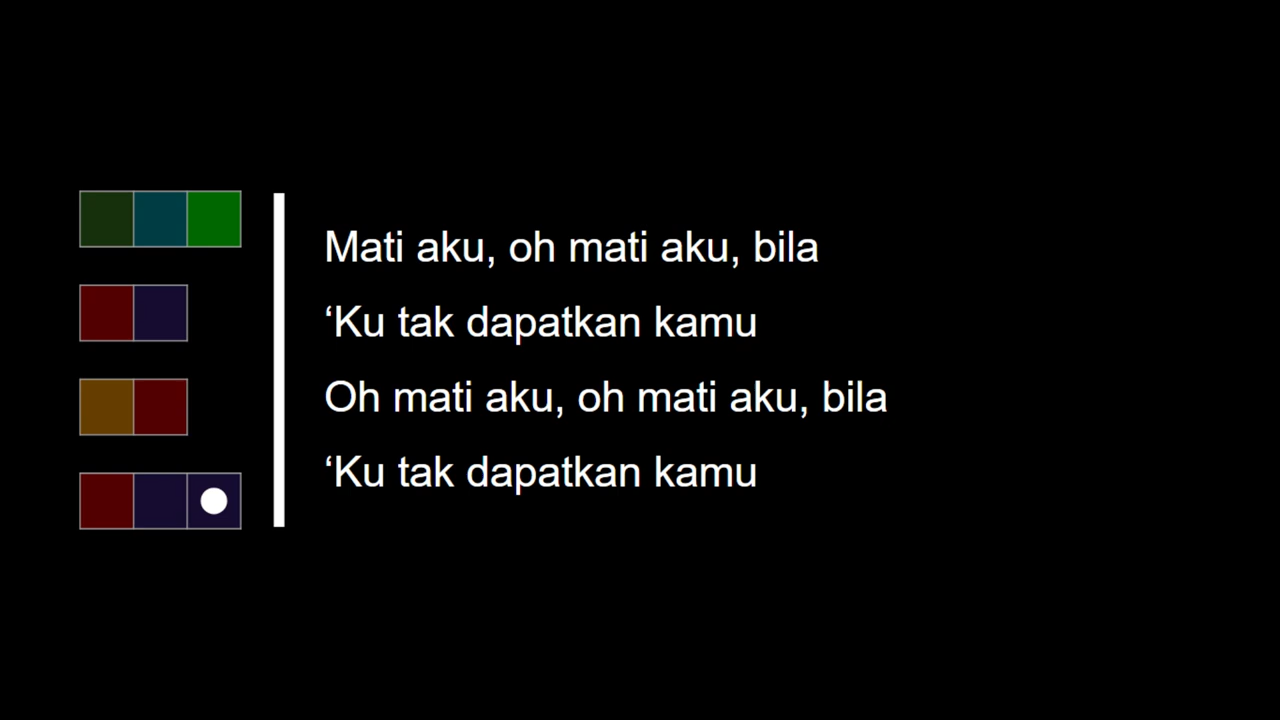 Mati aku, oh mati aku, bila
‘Ku tak dapatkan kamu
Oh mati aku, oh mati aku, bila
‘Ku tak dapatkan kamu